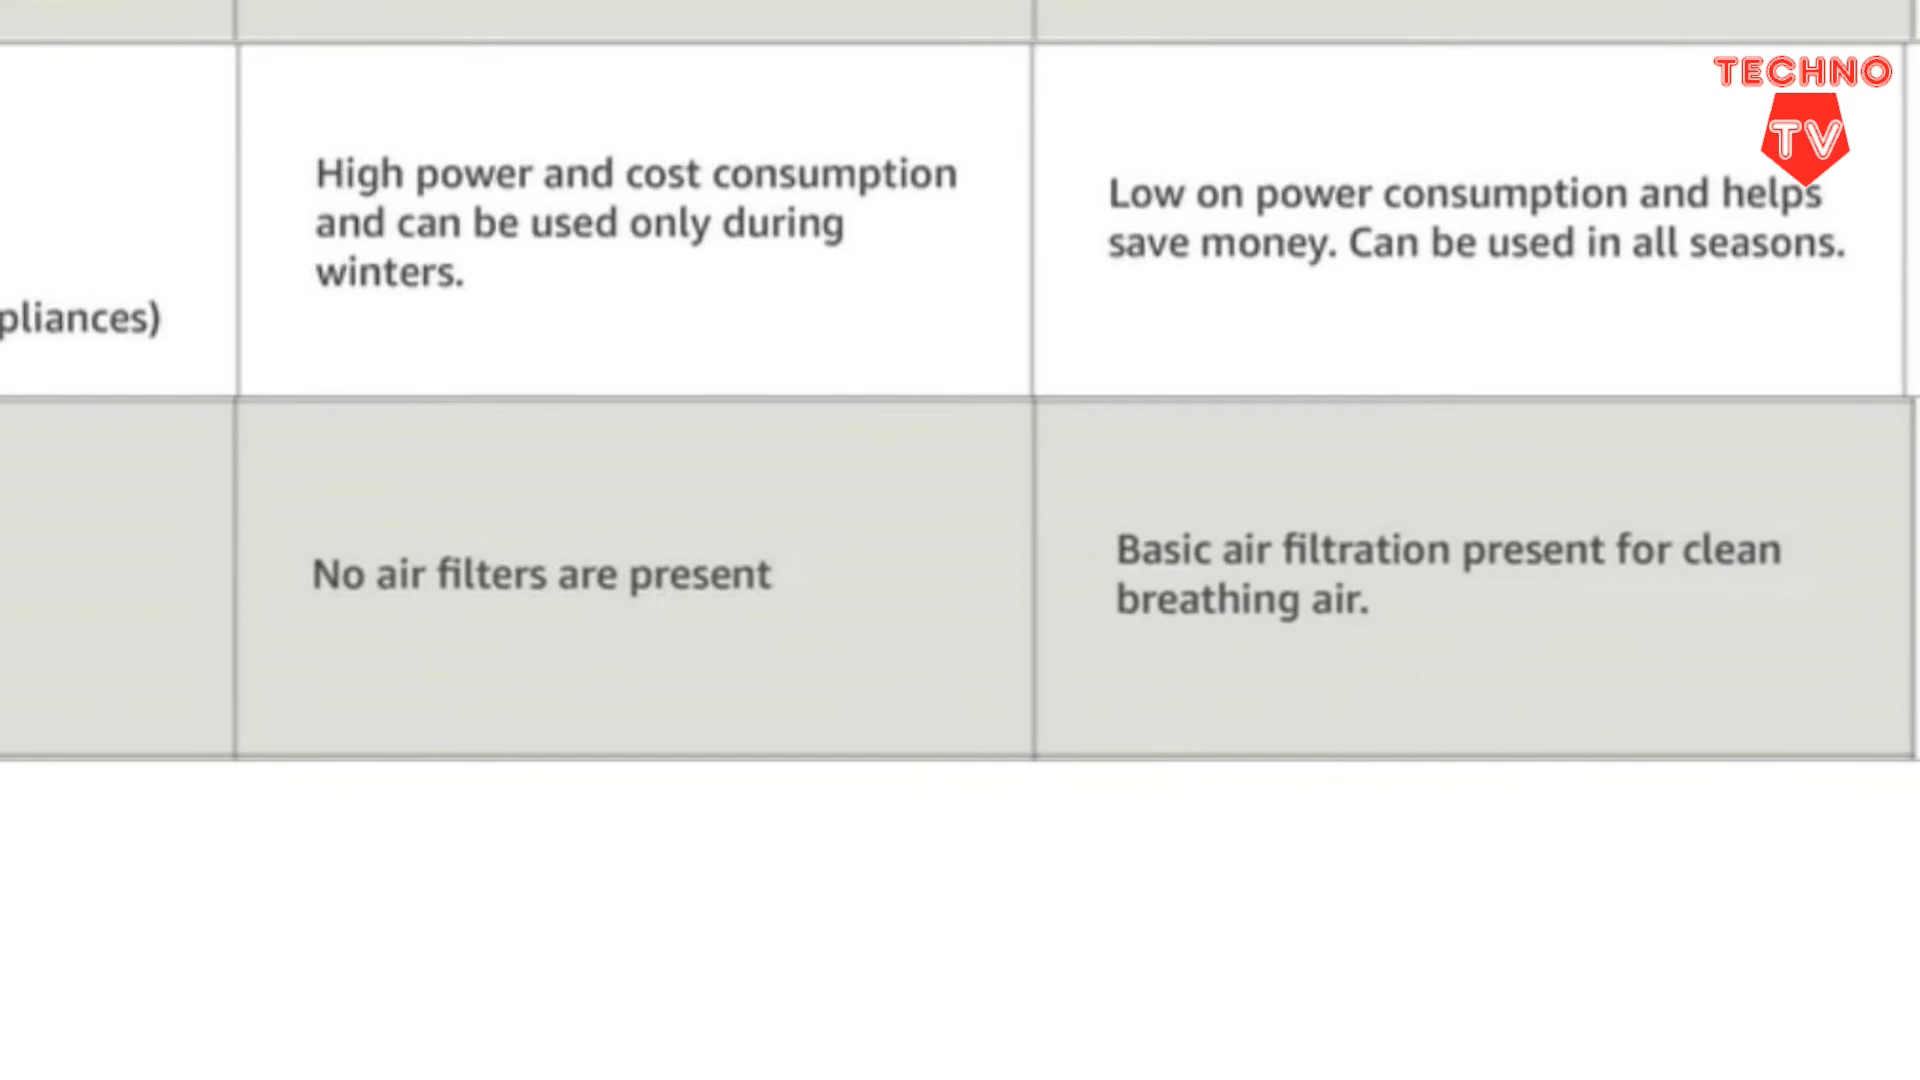 TECHNO
TV
High power and cost consumption
and can be used only during
winters.
Low on power consumption and helps
save money. Can be used in all seasons.
pliances)
No air filters are present
Basic air filtration present for clean
breathing air.